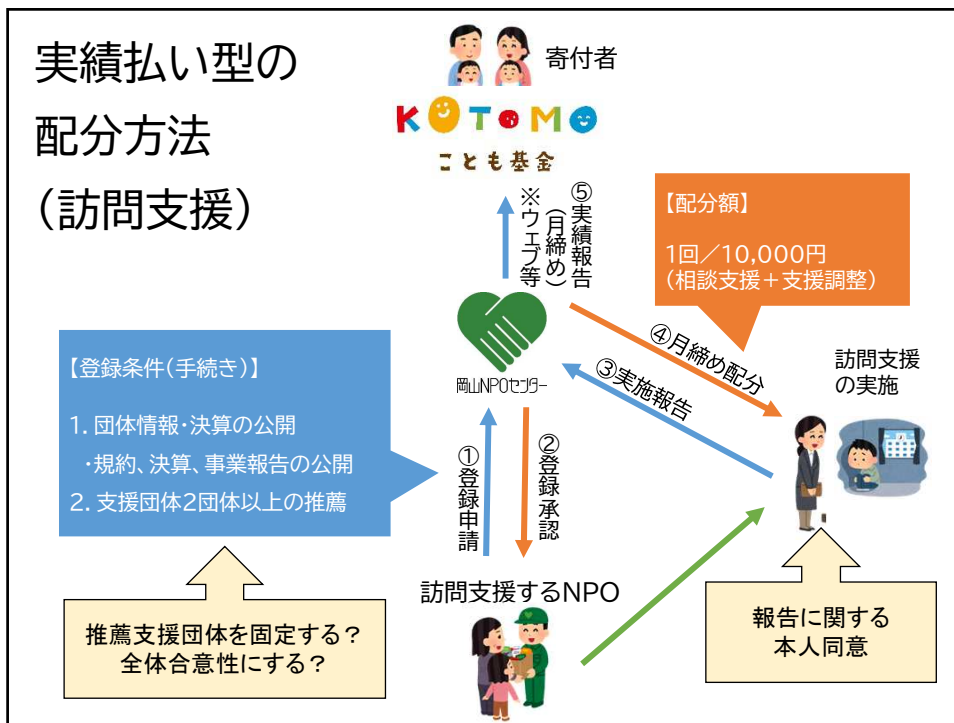 実績払い型の
配分方法
（訪問支援）
寄付者
KOTOMO
こども基金
⑤実績報告
（月締め）
※ウェブ等
【配分額】
1回／10,000円
（相談支援＋支援調整）
④月締め配分
③実施報告
訪問支援
の実施
岡山NPOセンター
【登録条件（手続き）】
1. 団体情報・決算の公開
・規約、決算、事業報告の公開
2. 支援団体2団体以上の推薦
①登録申請
②登録承認
訪問支援するNPO
推薦支援団体を固定する？
全体合意性にする？
報告に関する
本人同意